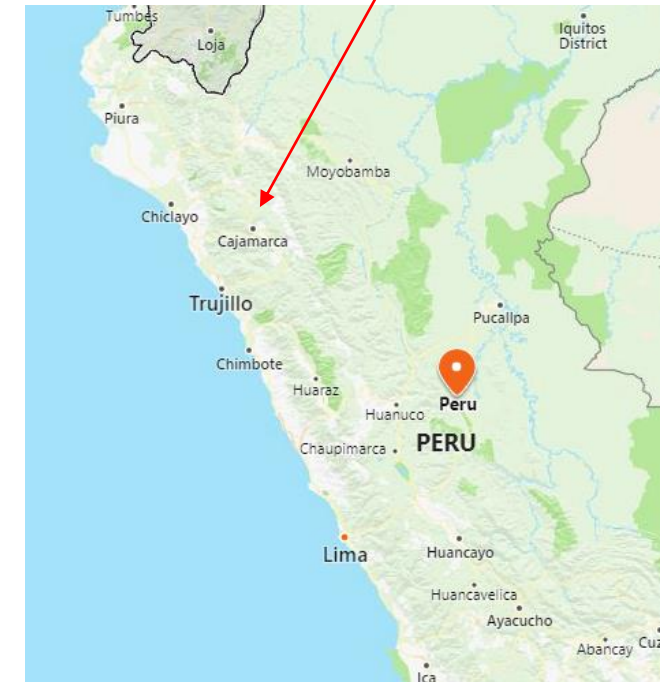 Tumbes
Loja
Iquitos
District
Piura
Moyobamba
Chiclayo
Cajamarca
Trujillo
Pucallpa
Chimbote
Huaraz
Peru
Huanuco
PERU
Chaupimarca
Lima
Huancayo
Huancavelica
Ayacucho
Abancay
Cuz
Ica